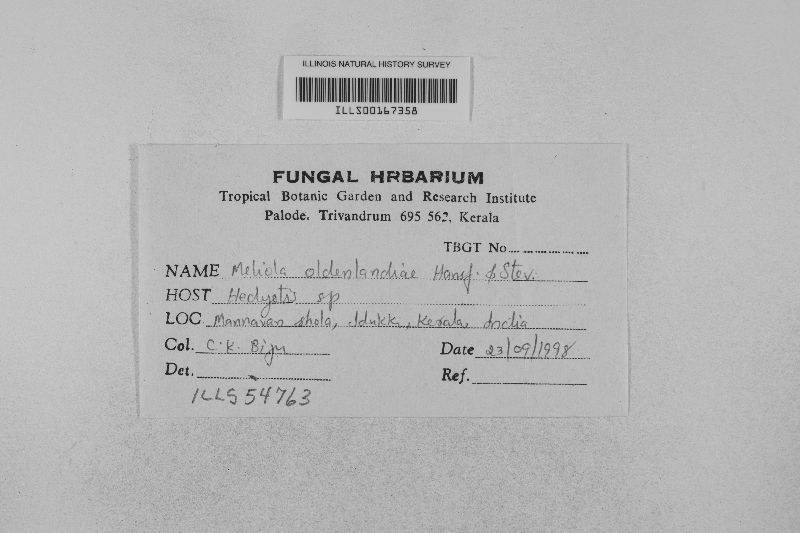 ILLINOIS NATURAL HISTORY SURVEY
ILLS00167358
FUNGAL HRBARIUM
Tropical Botanic Garden and Research Institute
Palode, Trivandrum 695 562, Kerala
TBGT No
NAME Meliola oldenlandiae Hansf. & Stev.
HOST Hedyotis sp
LOC Mannavan shola, Idukki, Kerala, India
Col. C.K. Biju Date 23/09/1998
Det. Ref.
ILLS 54763